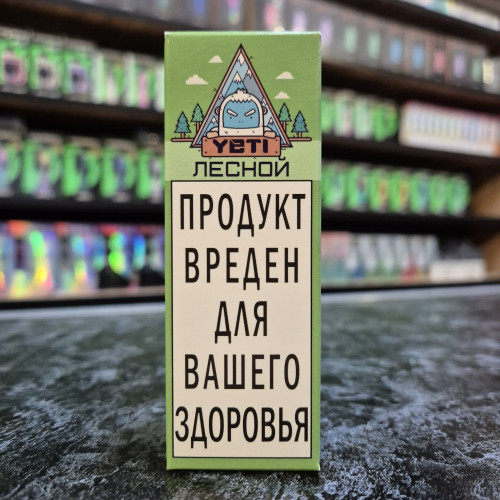 YETI
ЛЕСНОЙ
ПРОДУКТ
ВРЕДЕН
ДЛЯ
ВАШЕГО
ЗДОРОВЬЯ